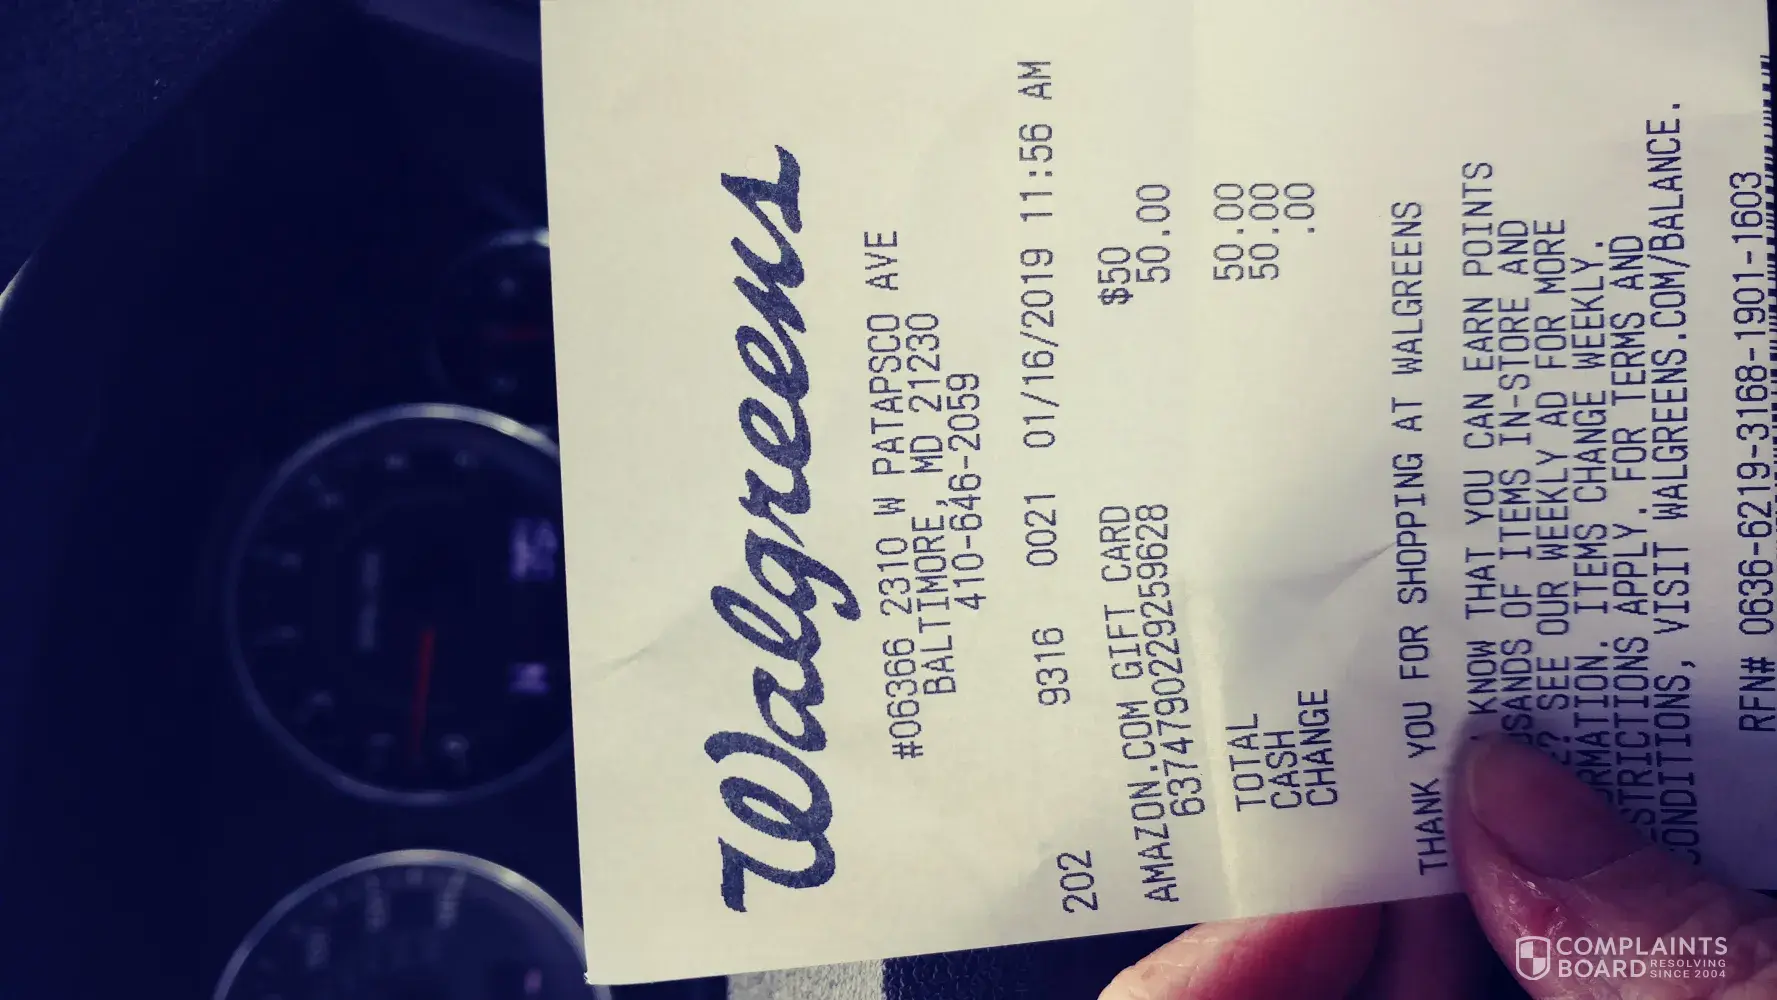 Walgreens
#06366 2310 W PATAPSCO AVE
BALTIMORE, MD 21230
410-646-2059
202 9316 0021 01/16/2019 11:56 AM
AMAZON.COM GIFT CARD $50
6374790229259628 50.00
TOTAL 50.00
CASH 50.00
CHANGE .00
THANK YOU FOR SHOPPING AT WALGREENS
KNOW THAT YOU CAN EARN POINTS
USANDS OF ITEMS IN-STORE AND
E? SEE OUR WEEKLY AD FOR MORE
ORMATION. ITEMS CHANGE WEEKLY.
STRICTIONS APPLY. FOR TERMS AND
CONDITIONS, VISIT WALGREENS.COM/BALANCE.
RFN# 0636-6219-3168-1901-1603
COMPLAINTS
BOARD RESOLVING SINCE 2004